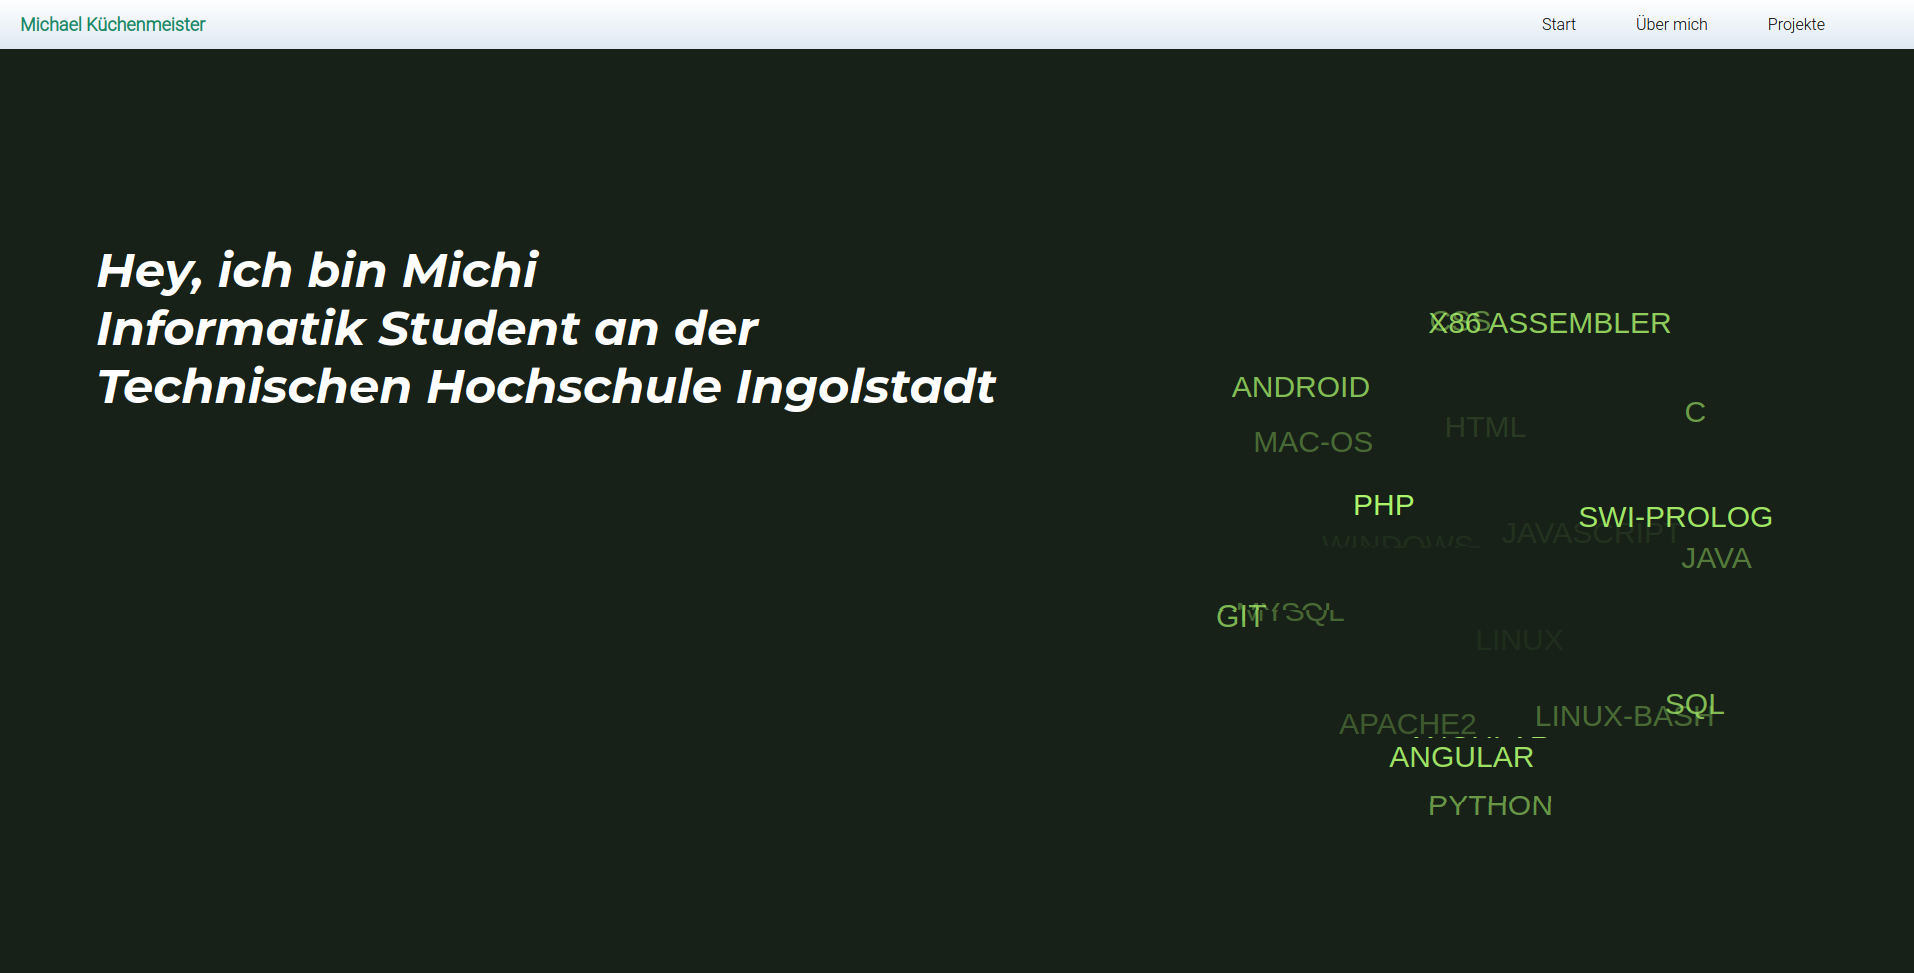 Michael Küchenmeister
Start
Über mich
Projekte
Hey, ich bin Michi
Informatik Student an der
Technischen Hochschule Ingolstadt
CSS
X86 ASSEMBLER
ANDROID
C
HTML
MAC-OS
PHP
SWI-PROLOG
JAVASCRIPT
WINDOWS
JAVA
MYSQL
GIT
LINUX
SQL
LINUX-BASH
APACHE2
ANGULAR
PYTHON